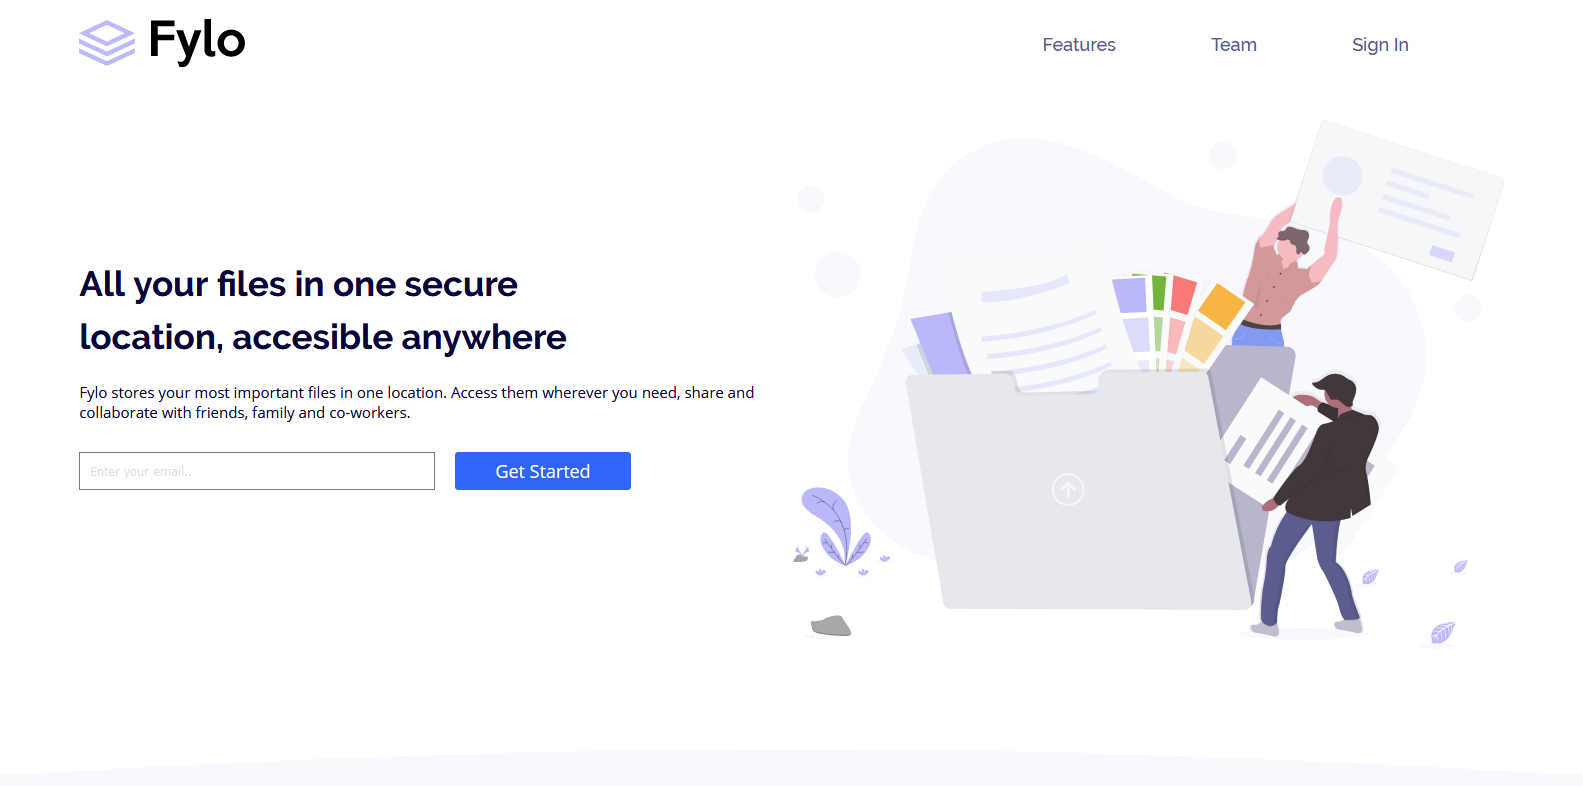 Fylo
Features
Team
Sign In
All your files in one secure
location, accesible anywhere
Fylo stores your most important files in one location. Access them wherever you need, share and
collaborate with friends, family and co-workers.
Enter your email..
Get Started